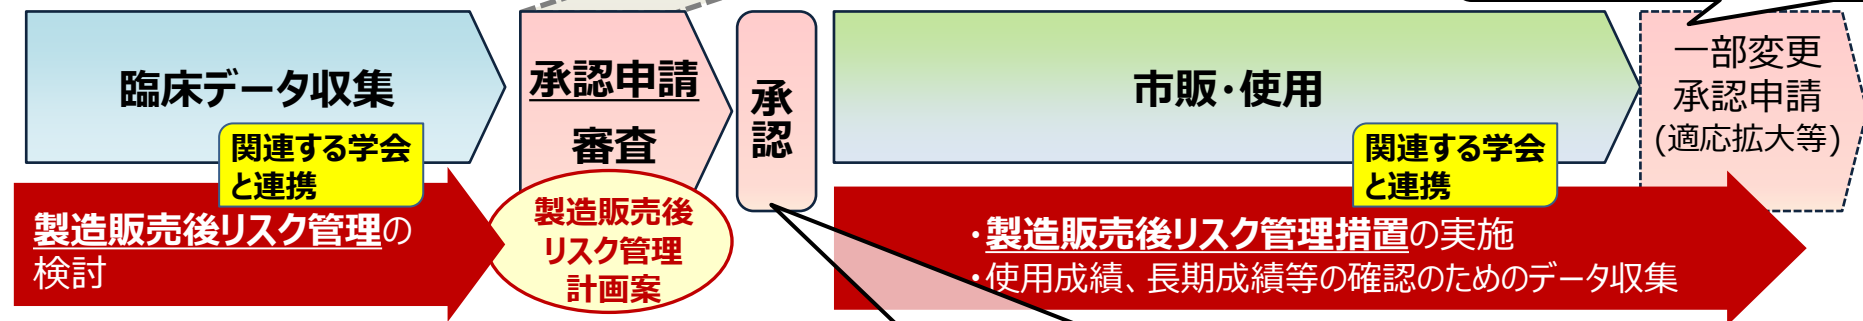 臨床データ収集
関連する学会
と連携
製造販売後リスク管理の
検討
承認申請
審査
製造販売後
リスク管理
計画案
承
認
市販・使用
関連する学会
と連携
・製造販売後リスク管理措置の実施
・使用成績、長期成績等の確認のためのデータ収集
一部変更
承認申請
(適応拡大等)